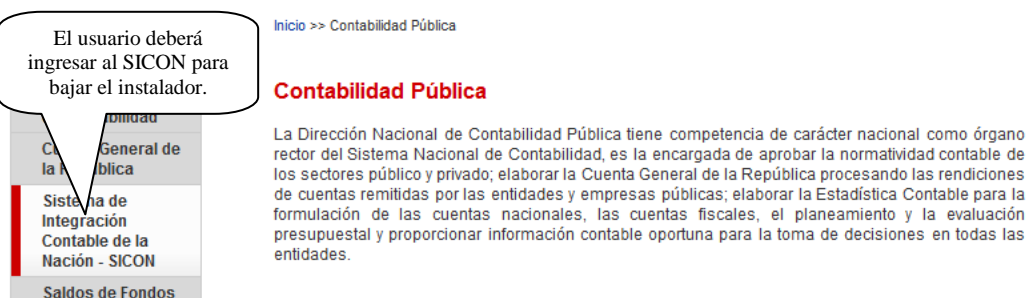 El usuario deberá
ingresar al SICON para
bajar el instalador.
Inicio >> Contabilidad Pública
Contabilidad Pública
La Dirección Nacional de Contabilidad Pública tiene competencia de carácter nacional como órgano
rector del Sistema Nacional de Contabilidad, es la encargada de aprobar la normatividad contable de
los sectores público y privado; elaborar la Cuenta General de la República procesando las rendiciones
de cuentas remitidas por las entidades y empresas públicas; elaborar la Estadística Contable para la
formulación de las cuentas nacionales, las cuentas fiscales, el planeamiento y la evaluación
presupuestal y proporcionar información contable oportuna para la toma de decisiones en todas las
entidades.
General de
la
Sistema de
Integración
Contable de la
Nación - SICON
Saldos de Fondos